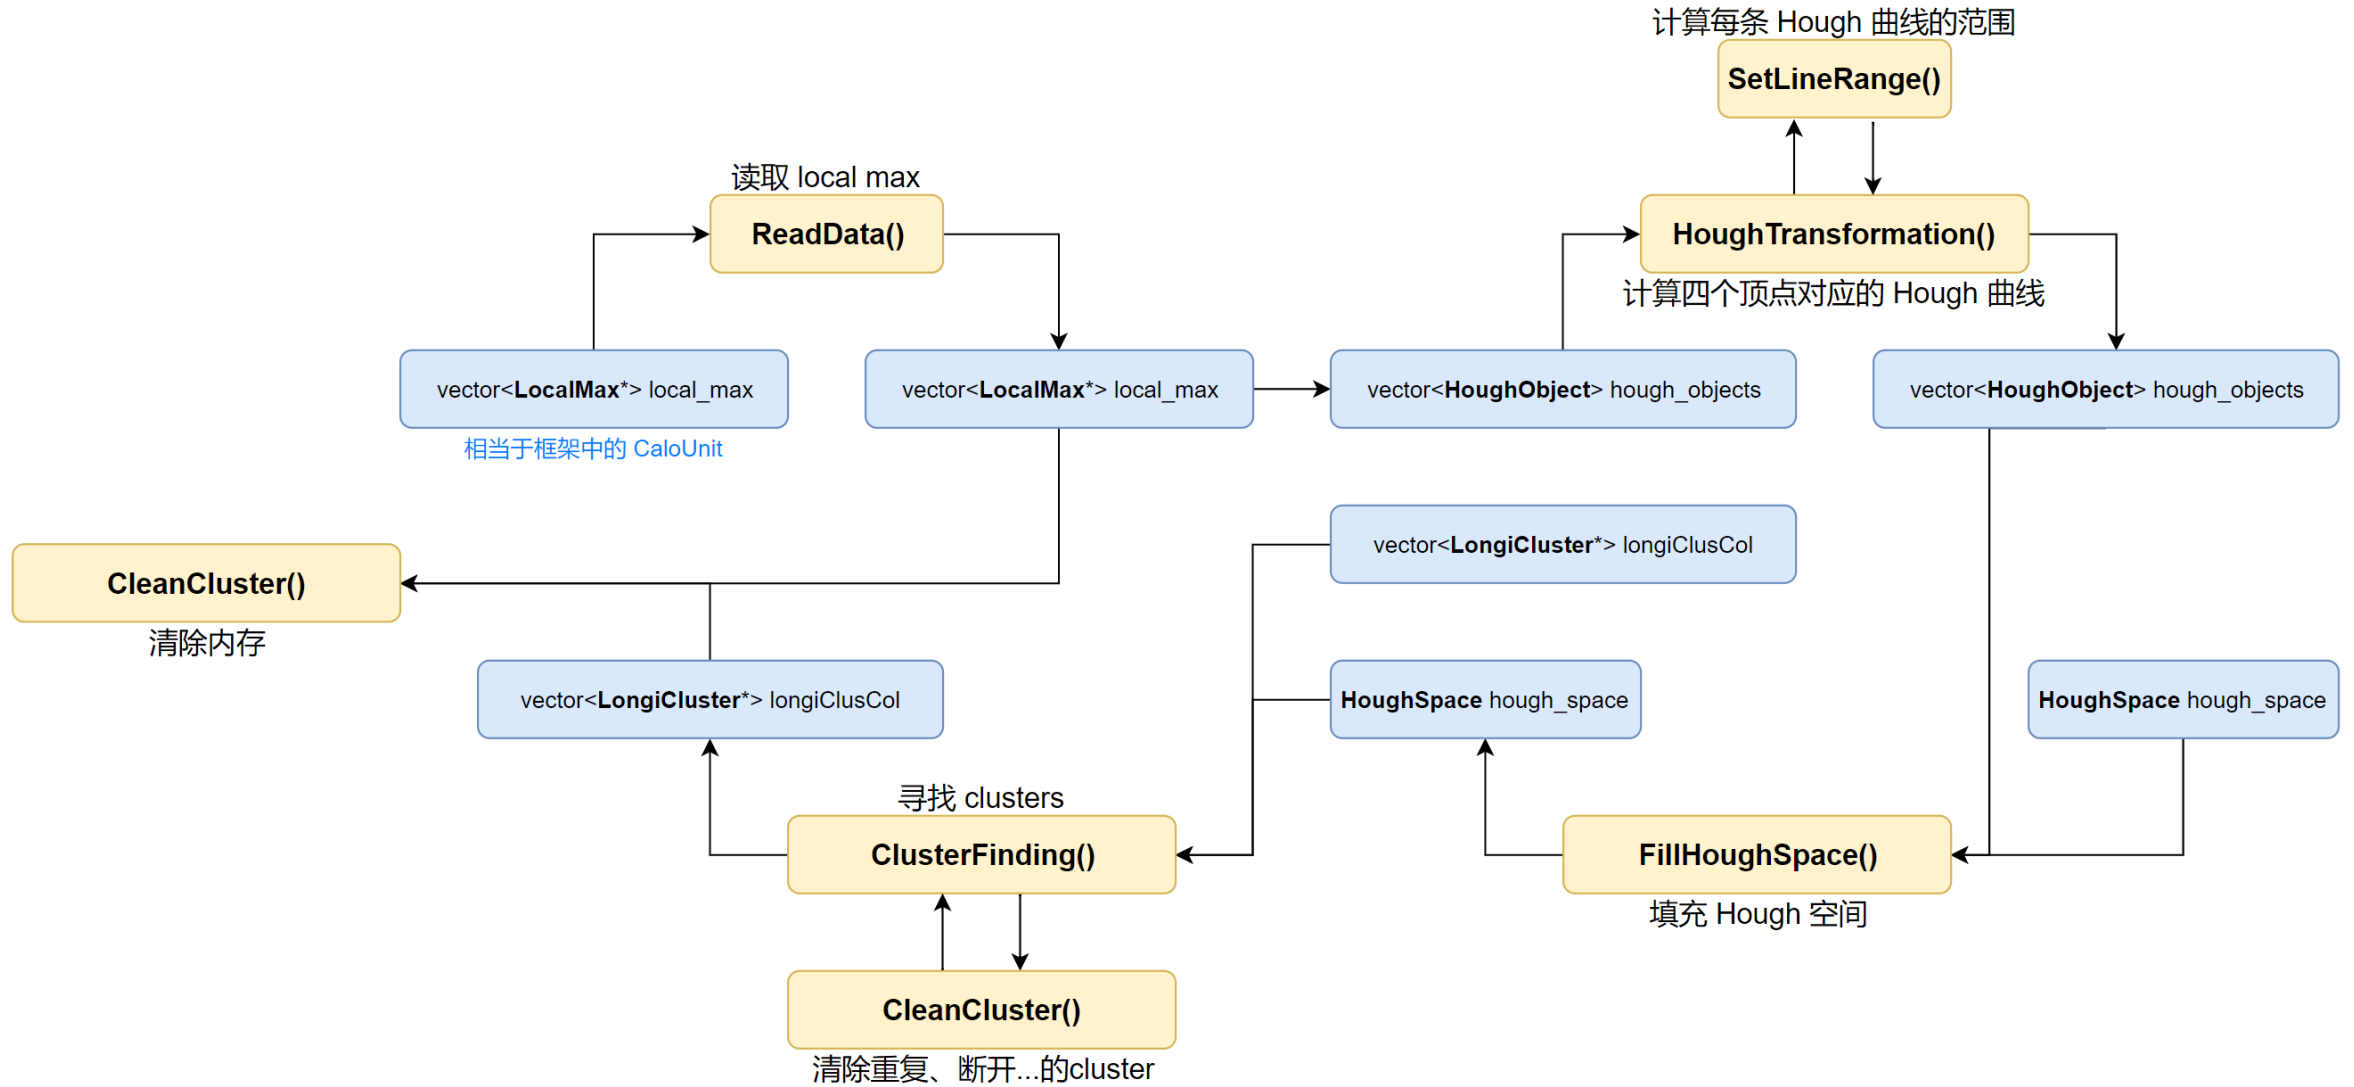 计算每条 Hough 曲线的范围
SetLineRange()
读取 local max
ReadData()
HoughTransformation()
计算四个顶点对应的 Hough 曲线
vector<LocalMax*> local_max
vector<LocalMax*> local_max
vector<HoughObject> hough_objects
vector<HoughObject> hough_objects
相当于框架中的 CaloUnit
vector<LongiCluster*> longiClusCol
CleanCluster()
清除内存
vector<LongiCluster*> longiClusCol
HoughSpace hough_space
HoughSpace hough_space
寻找 clusters
ClusterFinding()
FillHoughSpace()
填充 Hough 空间
CleanCluster()
清除重复、断开...的cluster